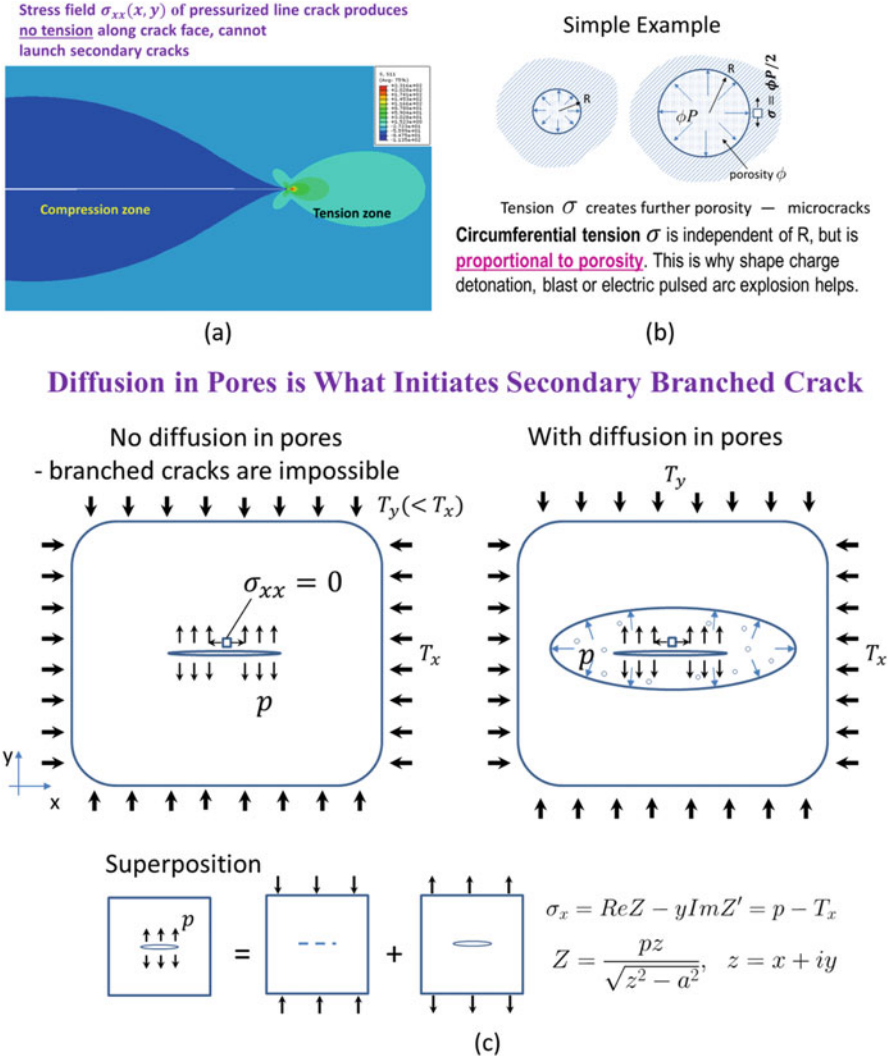 Stress field σxx(x, y) of pressurized line crack produces
no tension along crack face, cannot
launch secondary cracks
S, S11
(Avg: 75%)
Compression zone
Tension zone
(a)
Simple Example
R
R
ϕP
σ = ϕP/2
porosity ϕ
Tension σ creates further porosity — microcracks
Circumferential tension σ is independent of R, but is
proportional to porosity. This is why shape charge
detonation, blast or electric pulsed arc explosion helps.
(b)
Diffusion in Pores is What Initiates Secondary Branched Crack
No diffusion in pores
- branched cracks are impossible
Ty(< Tx)
σxx = 0
Tx
p
y
x
With diffusion in pores
Ty
p
Tx
Superposition
p
=
+
σx = ReZ − yImZ′ = p − Tx
Z = pz/√(z² − a²), z = x + iy
(c)